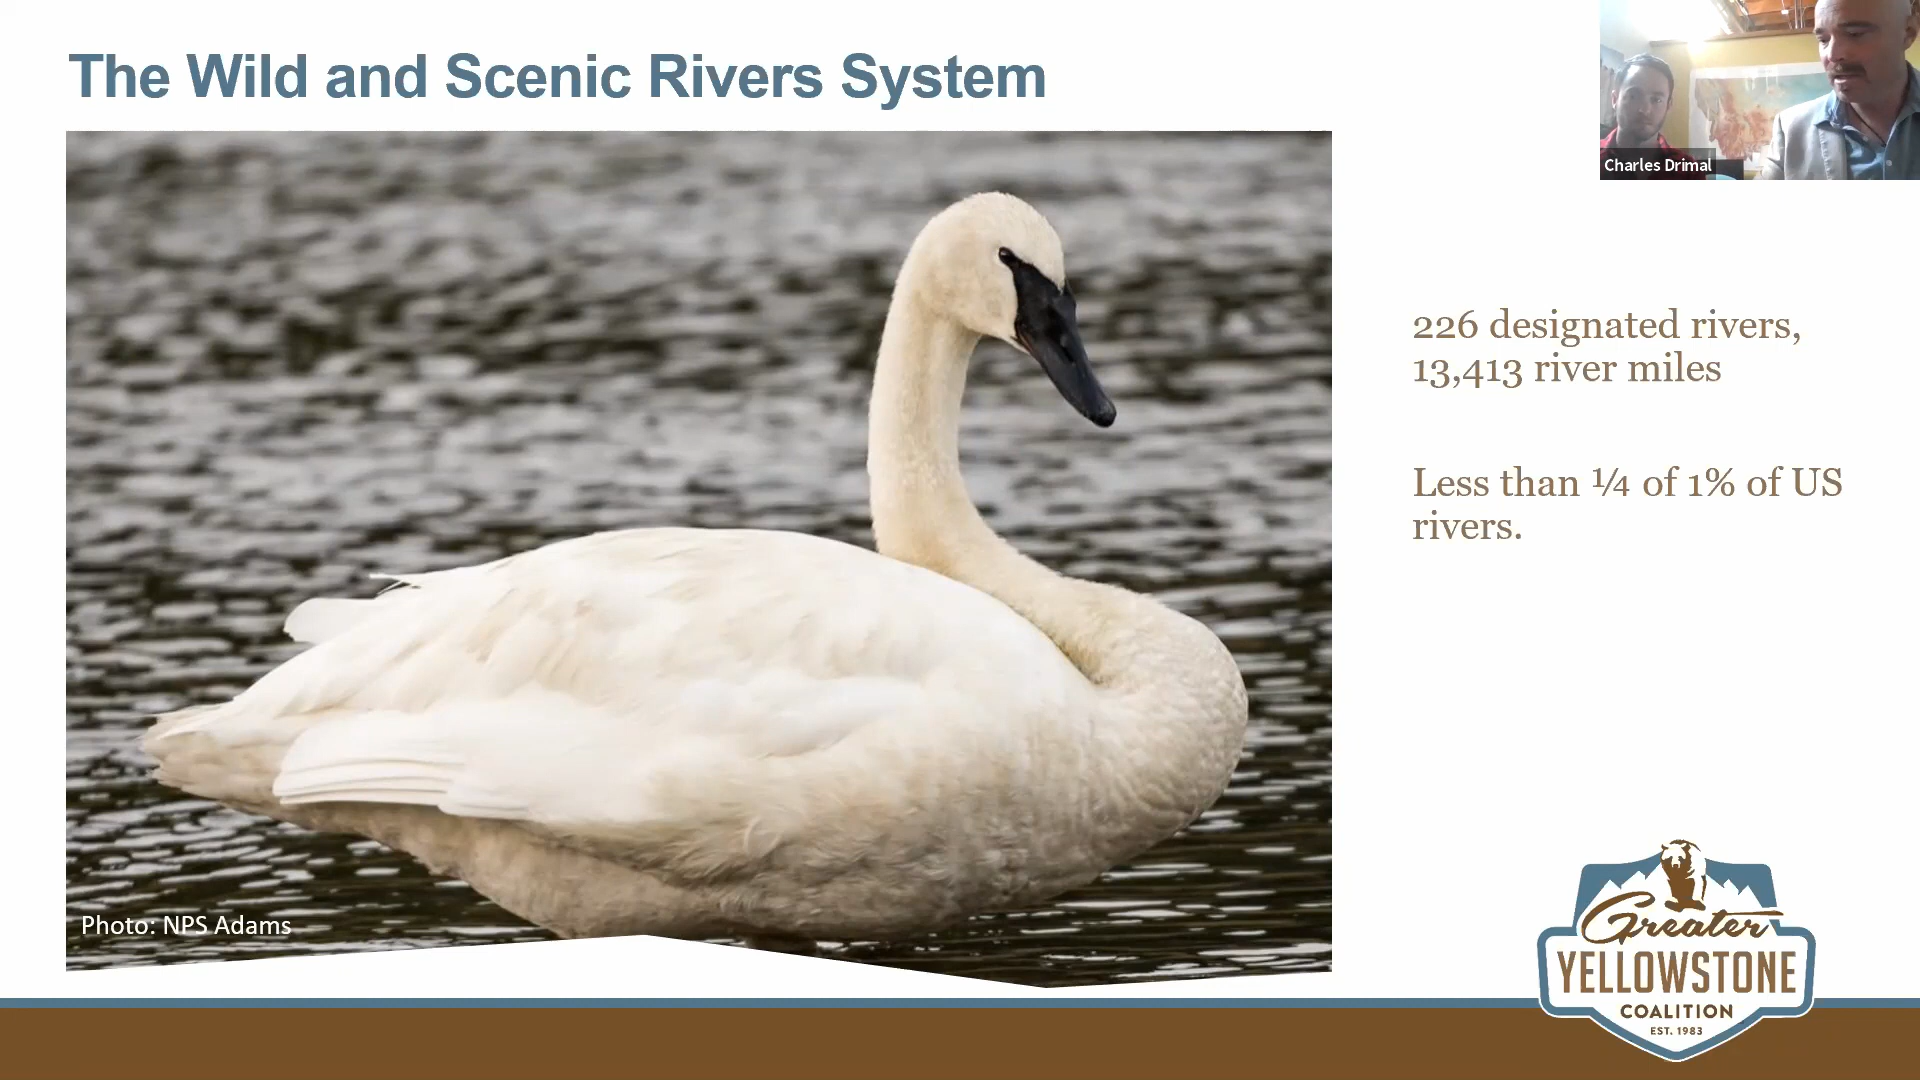 The Wild and Scenic Rivers System
Charles Drimal
226 designated rivers,
13,413 river miles
Less than ¼ of 1% of US
rivers.
Photo: NPS Adams
Greater
YELLOWSTONE
COALITION
EST. 1983